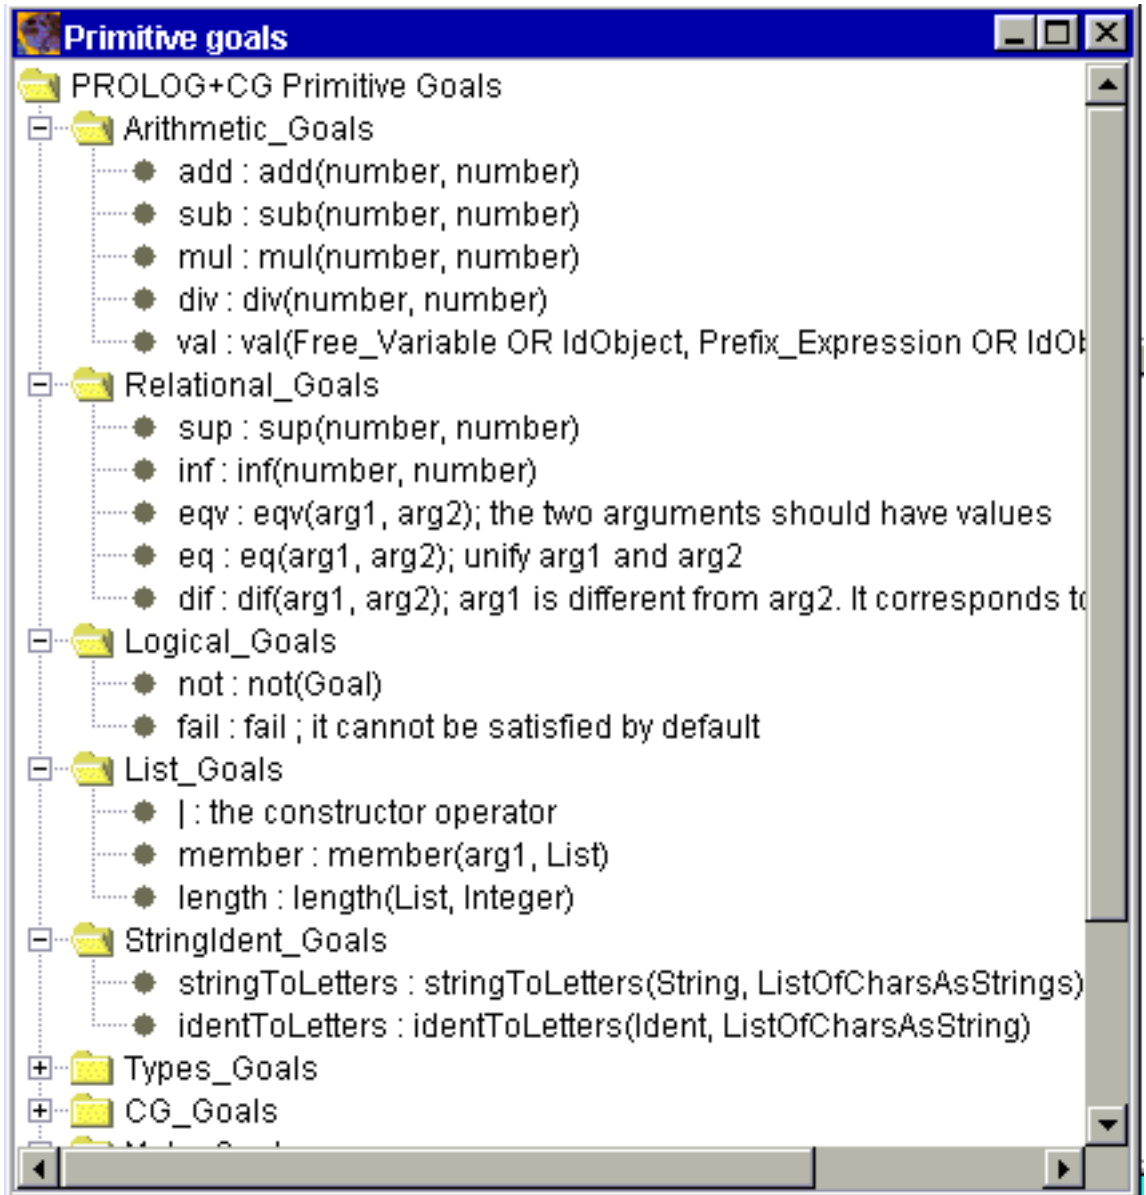 Primitive goals
PROLOG+CG Primitive Goals
Arithmetic_Goals
add : add(number, number)
sub : sub(number, number)
mul : mul(number, number)
div : div(number, number)
val : val(Free_Variable OR IdObject, Prefix_Expression OR IdOb
Relational_Goals
sup : sup(number, number)
inf : inf(number, number)
eqv : eqv(arg1, arg2); the two arguments should have values
eq : eq(arg1, arg2); unify arg1 and arg2
dif : dif(arg1, arg2); arg1 is different from arg2. It corresponds to
Logical_Goals
not : not(Goal)
fail : fail ; it cannot be satisfied by default
List_Goals
| : the constructor operator
member : member(arg1, List)
length : length(List, Integer)
StringIdent_Goals
stringToLetters : stringToLetters(String, ListOfCharsAsStrings)
identToLetters : identToLetters(Ident, ListOfCharsAsString)
Types_Goals
CG_Goals